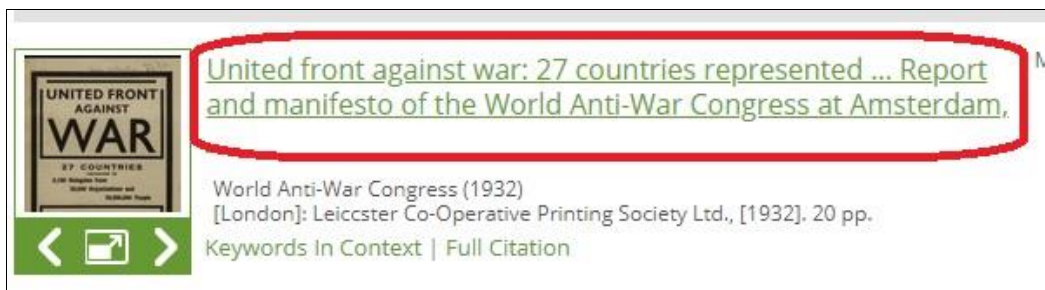 UNITED FRONT
AGAINST
WAR
27 COUNTRIES
United front against war: 27 countries represented ... Report
and manifesto of the World Anti-War Congress at Amsterdam,
World Anti-War Congress (1932)
[London]: Leiccster Co-Operative Printing Society Ltd., [1932]. 20 pp.
Keywords In Context | Full Citation